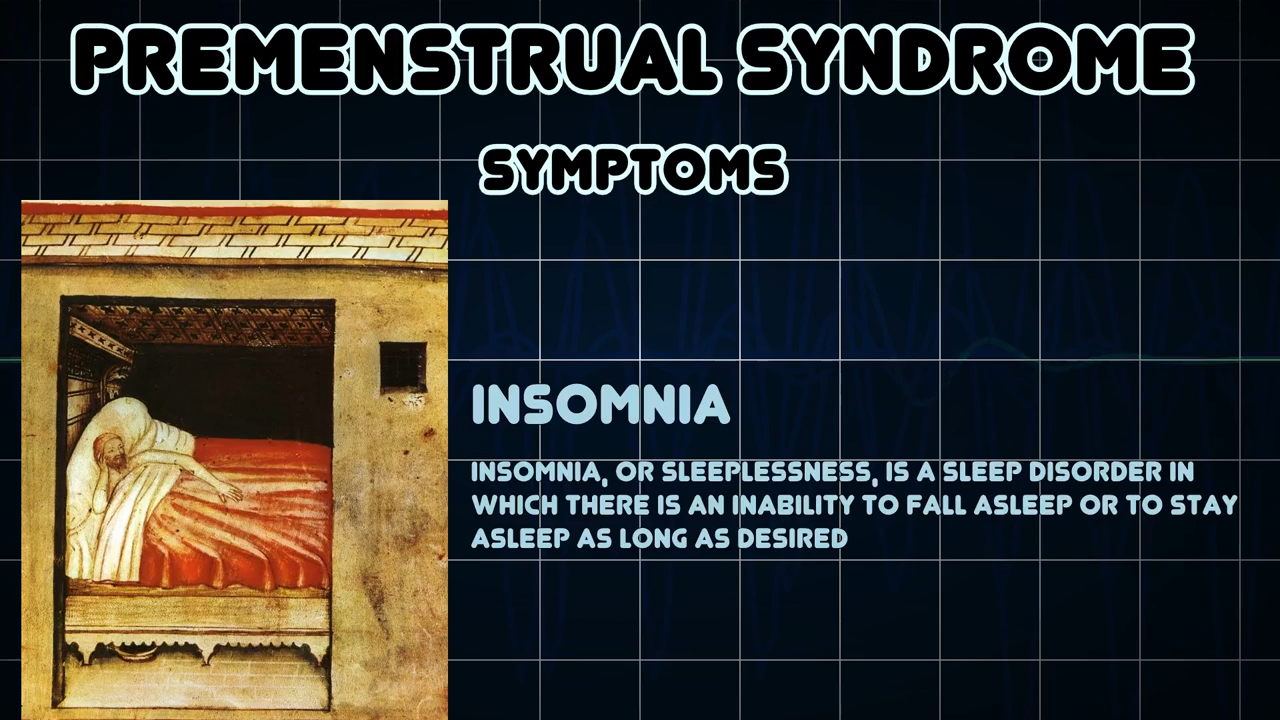 PREMENSTRUAL SYNDROME
SYMPTOMS
INSOMNIA
INSOMNIA, OR SLEEPLESSNESS, IS A SLEEP DISORDER IN
WHICH THERE IS AN INABILITY TO FALL ASLEEP OR TO STAY
ASLEEP AS LONG AS DESIRED